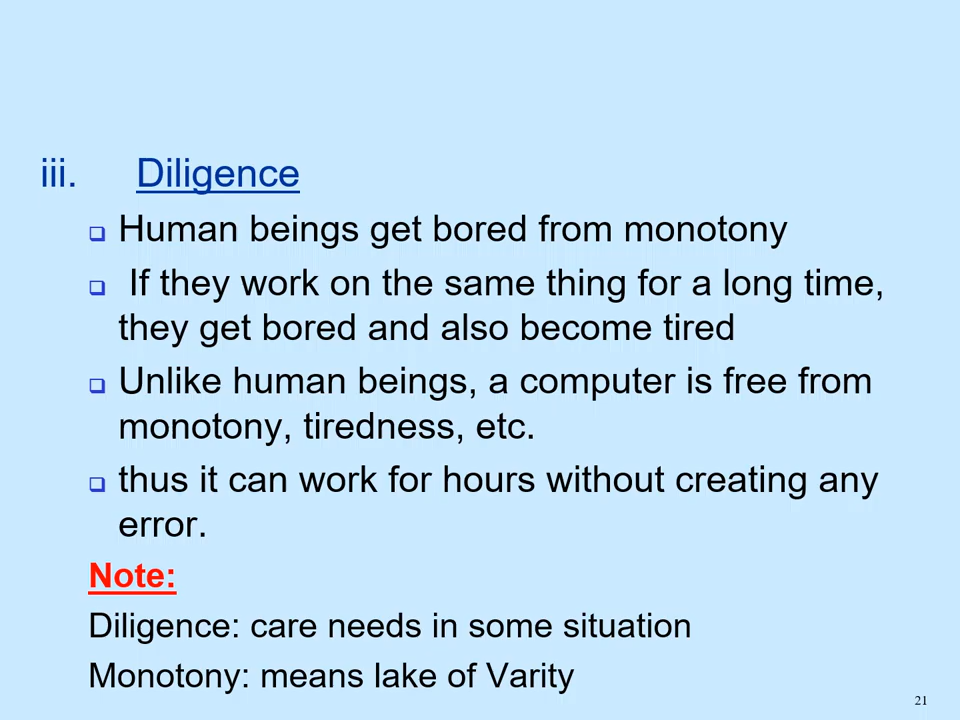 iii. Diligence
Human beings get bored from monotony
If they work on the same thing for a long time,
they get bored and also become tired
Unlike human beings, a computer is free from
monotony, tiredness, etc.
thus it can work for hours without creating any
error.
Note:
Diligence: care needs in some situation
Monotony: means lake of Varity
21